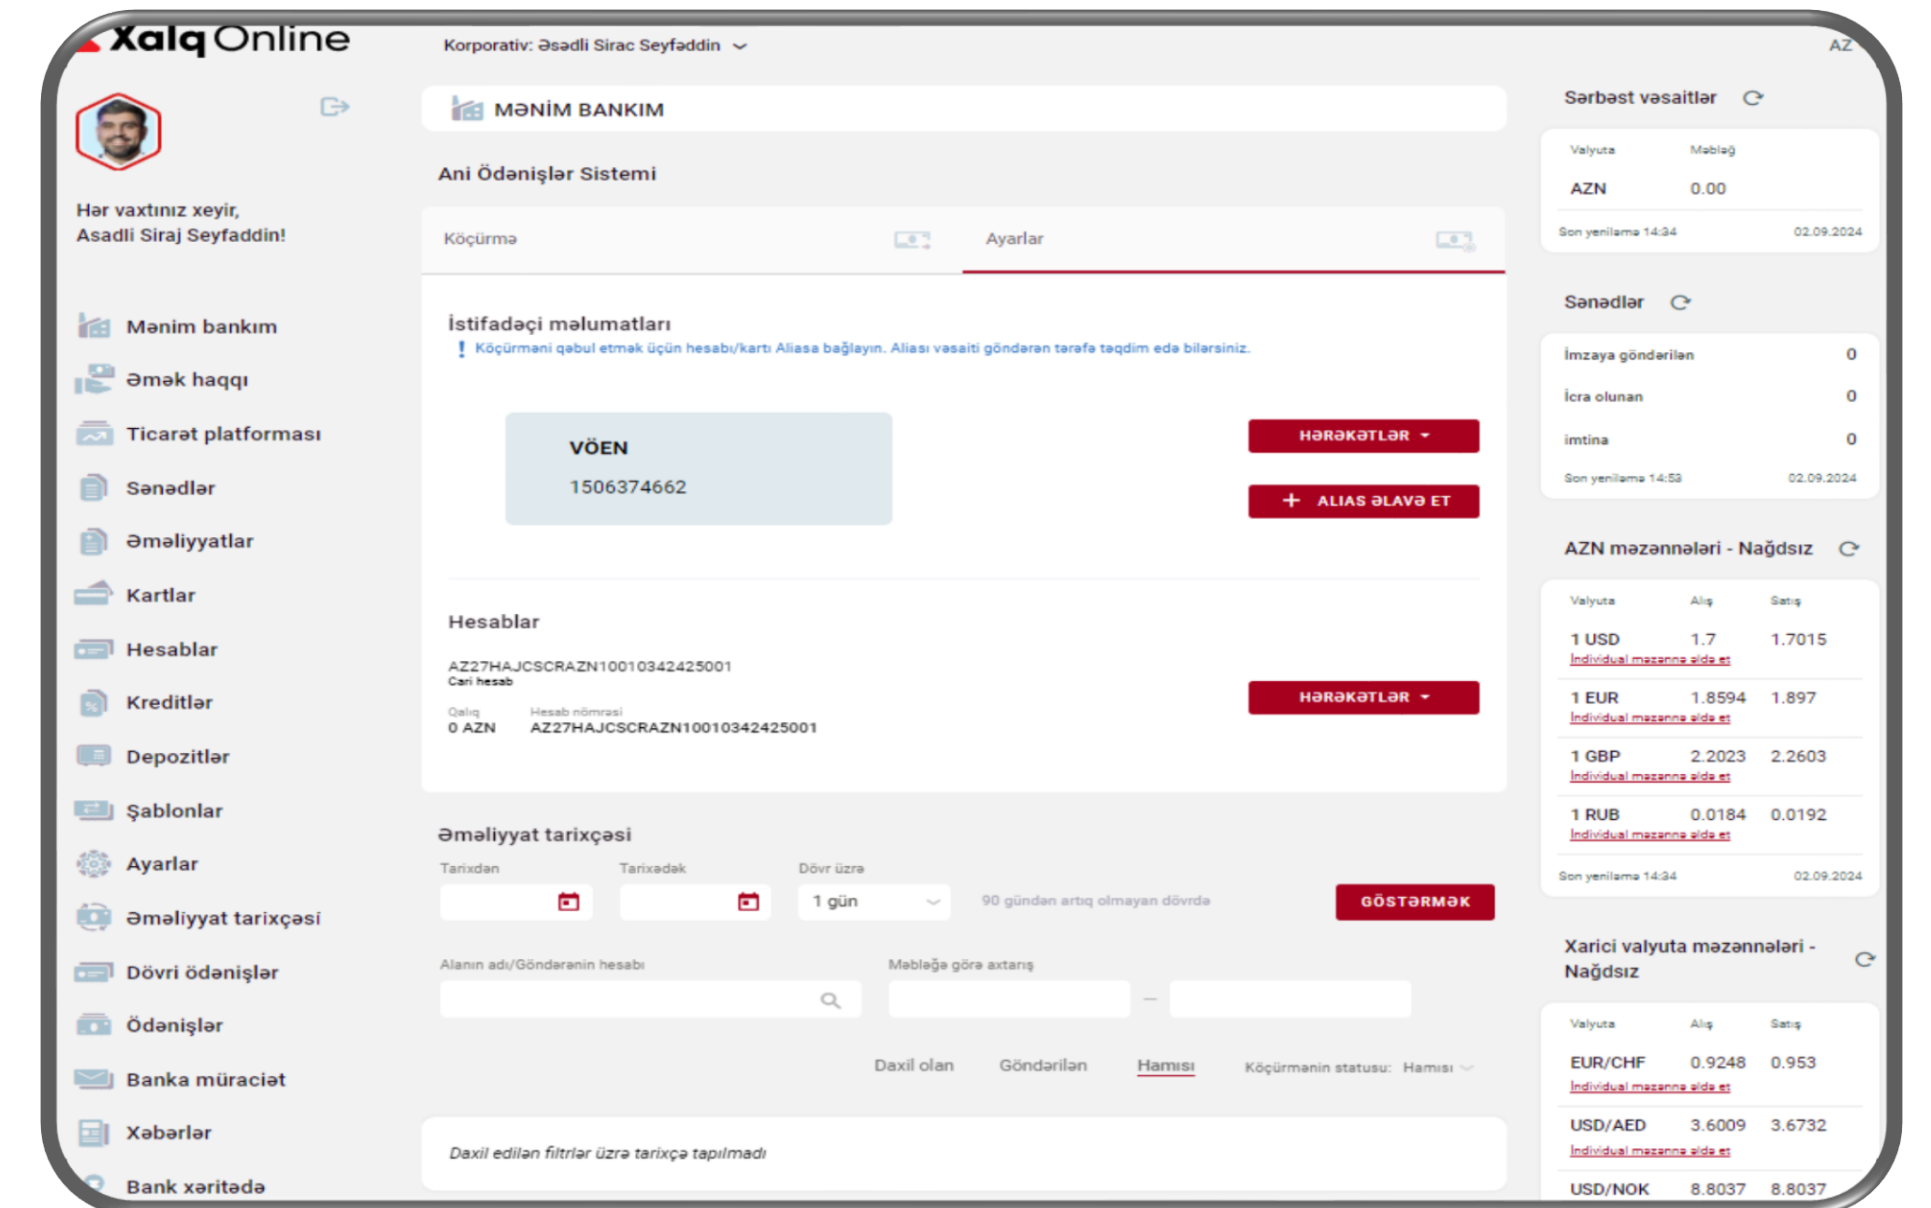 Xalq Online
Korporativ: Əsədli Sirac Seyfəddin
AZ
Hər vaxtınız xeyir,
Asadli Siraj Seyfaddin!
Mənim bankım
Əmək haqqı
Ticarət platforması
Sənədlər
Əməliyyatlar
Kartlar
Hesablar
Kreditlər
Depozitlər
Şablonlar
Ayarlar
Əməliyyat tarixçəsi
Dövri ödənişlər
Ödənişlər
Banka müraciət
Xəbərlər
Bank xəritədə
MƏNİM BANKIM
Ani Ödənişlər Sistemi
Köçürmə
Ayarlar
İstifadəçi məlumatları
! Köçürməni qəbul etmək üçün hesabı/kartı Aliasa bağlayın. Aliası vəsaiti göndərən tərəfə təqdim edə bilərsiniz.
VÖEN
1506374662
HƏRƏKƏTLƏR
+ ALIAS ƏLAVƏ ET
Hesablar
AZ27HAJCSCRAZN10010342425001
Cari hesab
Qalıq Hesab nömrəsi
0 AZN AZ27HAJCSCRAZN10010342425001
HƏRƏKƏTLƏR
Əməliyyat tarixçəsi
Tarixdən Tarixədək Dövr üzrə
1 gün 90 gündən artıq olmayan dövrdə GÖSTƏRMƏK
Alanın adı/Göndərənin hesabı Məbləğə görə axtarış
–
Daxil olan Göndərilən Hamısı Köçürmənin statusu: Hamısı
Daxil edilən filtrlər üzrə tarixçə tapılmadı
Sərbəst vəsaitlər
Valyuta Məbləğ
AZN 0.00
Son yeniləmə 14:34 02.09.2024
Sənədlər
İmzaya göndərilən 0
İcra olunan 0
imtina 0
Son yeniləmə 14:53 02.09.2024
AZN məzənnələri - Nağdsız
Valyuta Alış Satış
1 USD 1.7 1.7015
İndividual məzənnə əldə et
1 EUR 1.8594 1.897
İndividual məzənnə əldə et
1 GBP 2.2023 2.2603
İndividual məzənnə əldə et
1 RUB 0.0184 0.0192
İndividual məzənnə əldə et
Son yeniləmə 14:34 02.09.2024
Xarici valyuta məzənnələri -
Nağdsız
Valyuta Alış Satış
EUR/CHF 0.9248 0.953
İndividual məzənnə əldə et
USD/AED 3.6009 3.6732
İndividual məzənnə əldə et
USD/NOK 8.8037 8.8037